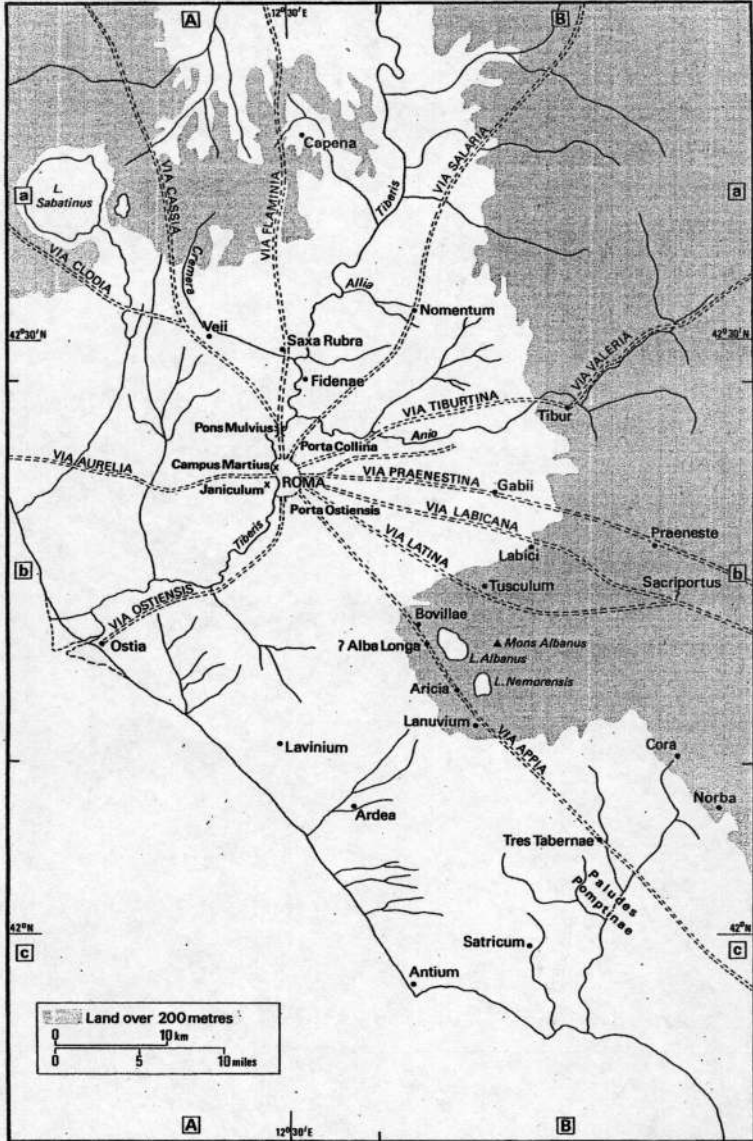 A
12°30'E
B
Capena
VIA SALARIA
a
L.
Sabatinus
VIA CASSIA
VIA FLAMINIA
Tiberis
a
Cremera
VIA CLODIA
Allia
Nomentum
Veii
42°30'N
Saxa Rubra
42°30'N
VIA VALERIA
Fidenae
VIA TIBURTINA
Tibur
Pons Mulvius
Porta Collina
Anio
VIA AURELIA
Campus Martius
VIA PRAENESTINA
Janiculum
ROMA
Gabii
Porta Ostiensis
VIA LABICANA
Tiberis
VIA LATINA
Praeneste
Labici
b
b
Sacriportus
Tusculum
VIA OSTIENSIS
Bovillae
Ostia
? Alba Longa
Mons Albanus
L. Albanus
Aricia
L. Nemorensis
Lanuvium
VIA APPIA
Lavinium
Cora
Norba
Ardea
Tres Tabernae
Paludes
Pomptinae
42°N
42°N
c
Satricum
c
Antium
Land over 200 metres
0 10 km
0 5 10 miles
A
12°30'E
B